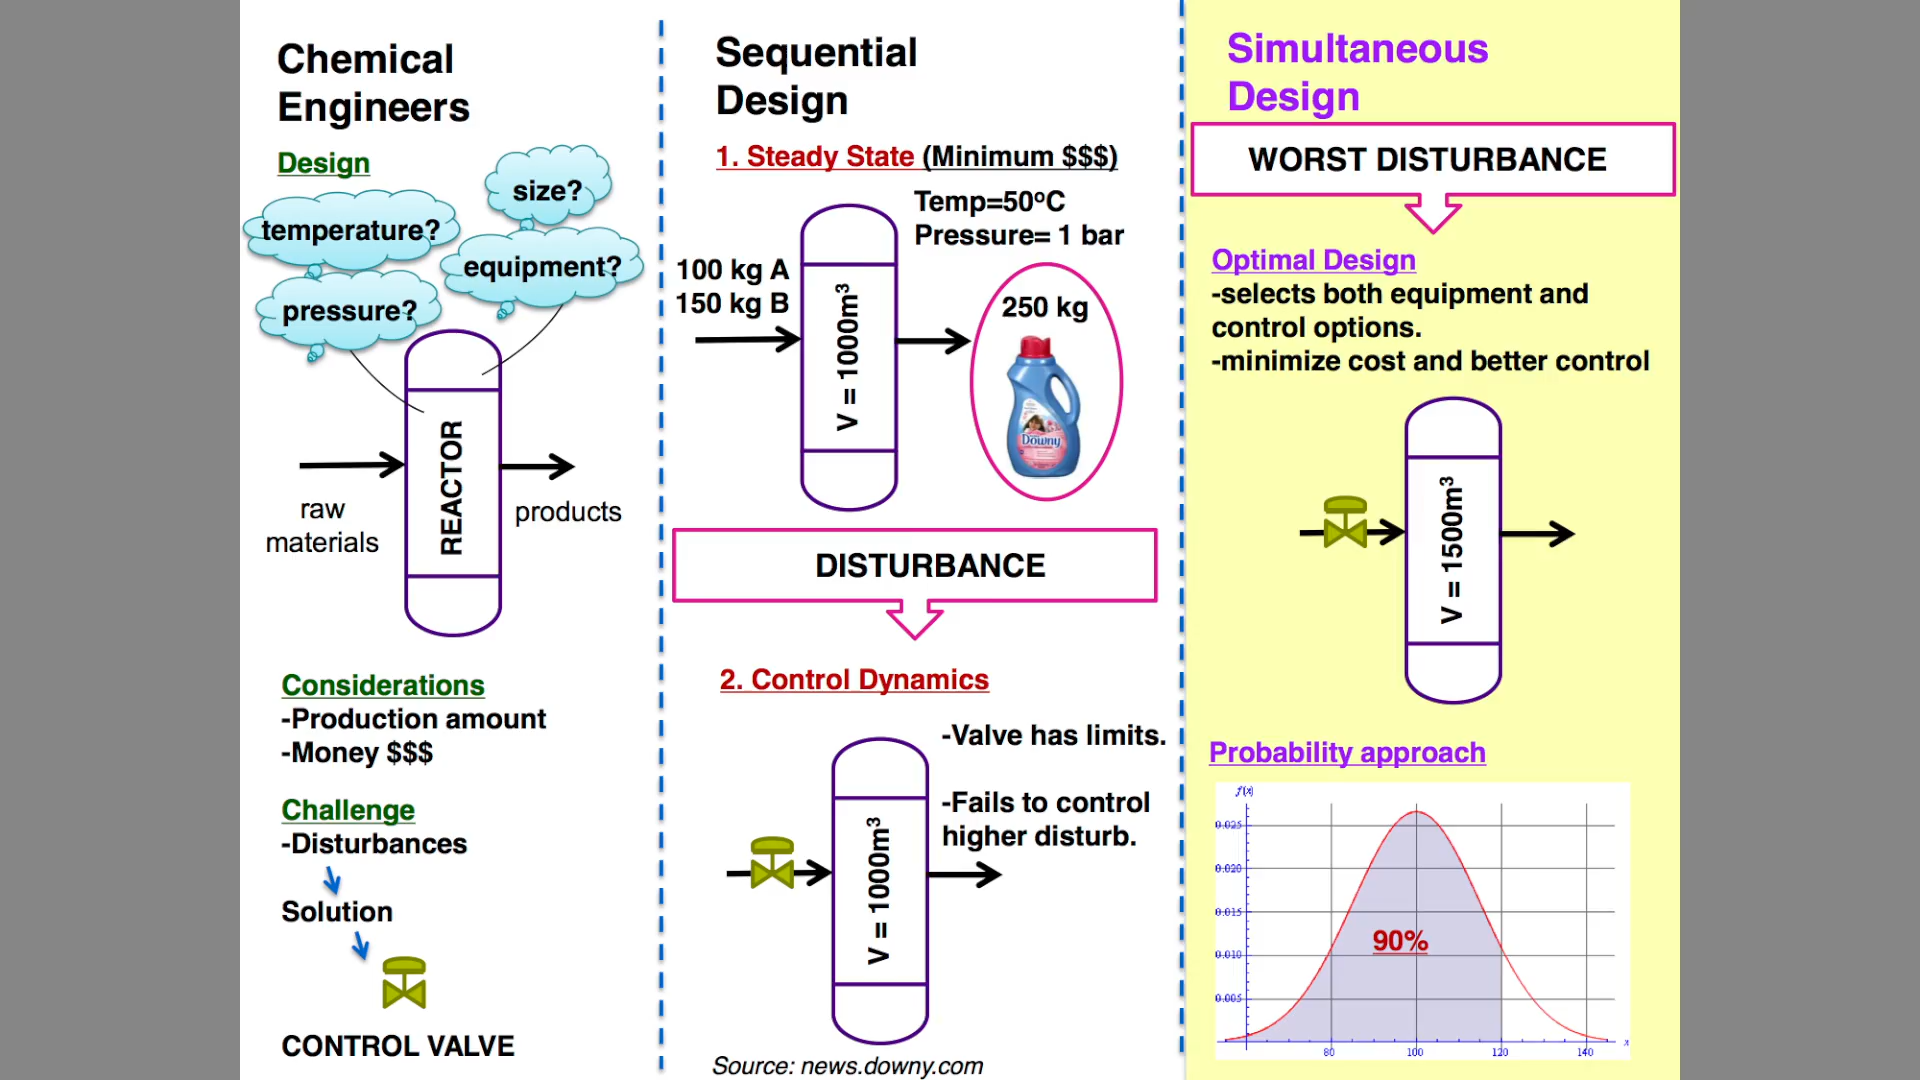 Chemical
Engineers
Design
size?
temperature?
equipment?
pressure?
REACTOR
raw
materials
products
Considerations
-Production amount
-Money $$$
Challenge
-Disturbances
Solution
CONTROL VALVE
Sequential
Design
1. Steady State (Minimum $$$)
Temp=50°C
Pressure= 1 bar
100 kg A
150 kg B
V = 1000m³
250 kg
Downy
DISTURBANCE
2. Control Dynamics
-Valve has limits.
-Fails to control
higher disturb.
V = 1000m³
Source: news.downy.com
Simultaneous
Design
WORST DISTURBANCE
Optimal Design
-selects both equipment and
control options.
-minimize cost and better control
V = 1500m³
Probability approach
f(x)
0.025
0.020
0.015
0.010
0.005
90%
80 100 120 140 x